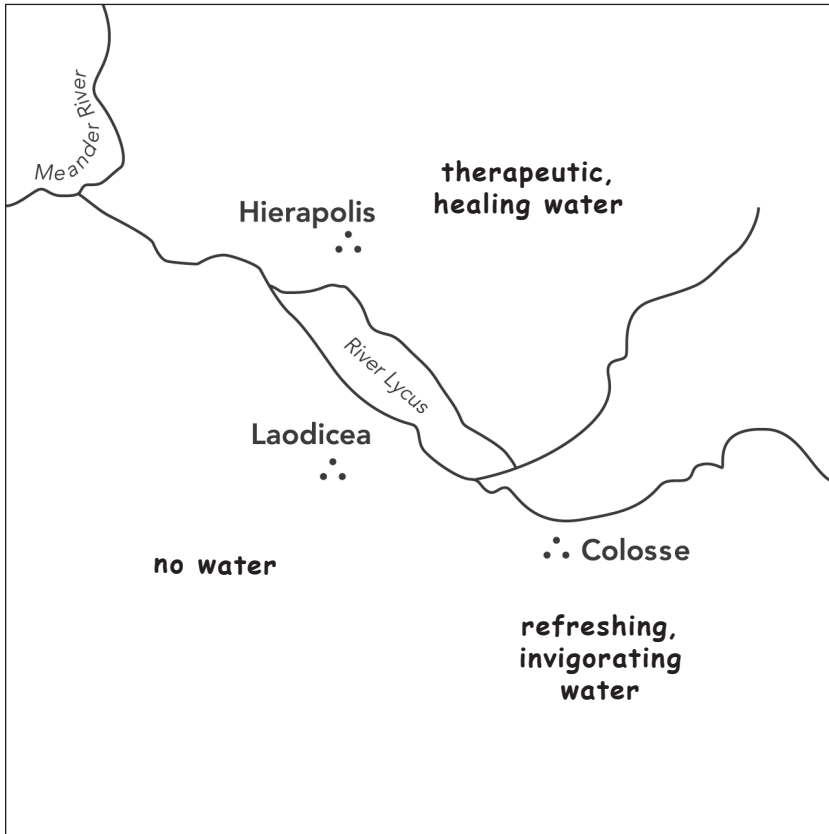 Meander River
therapeutic,
healing water
Hierapolis
River Lycus
Laodicea
Colosse
no water
refreshing,
invigorating
water